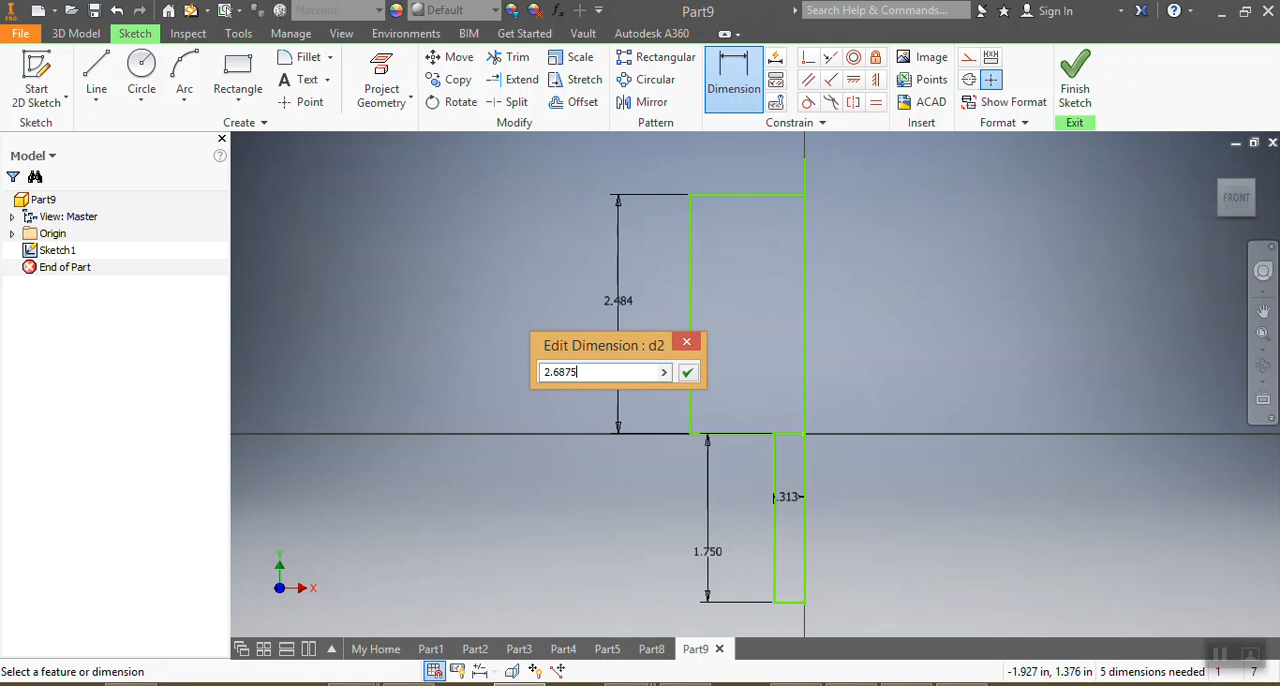 PRO Material Default Part9 Search Help & Commands... Sign In
File 3D Model Sketch Inspect Tools Manage View Environments BIM Get Started Vault Autodesk A360
Start 2D Sketch Line Circle Arc Rectangle Fillet Text Point
Project Geometry
Move Copy Rotate Trim Extend Split Scale Stretch Offset
Rectangular Circular Mirror
Dimension
Image Points ACAD
Show Format
Finish Sketch
Sketch Create Modify Pattern Constrain Insert Format Exit
Model
Part9
View: Master
Origin
Sketch1
End of Part
FRONT
2.484
Edit Dimension : d2
2.6875
.313
1.750
Y
X
My Home Part1 Part2 Part3 Part4 Part5 Part8 Part9
Select a feature or dimension -1.927 in, 1.376 in 5 dimensions needed 1 7